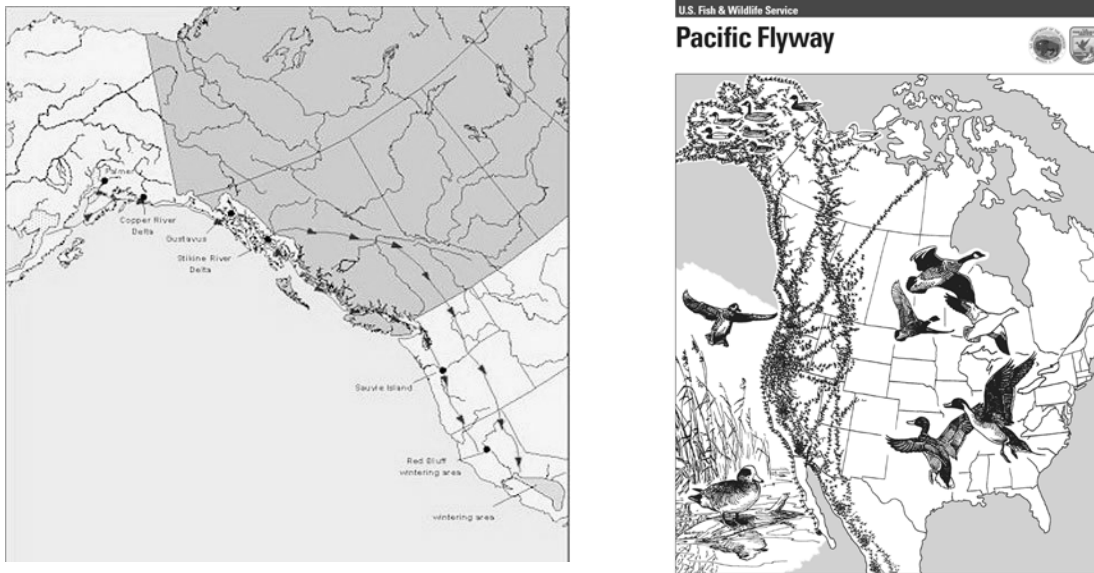 Palmer
Copper River
Delta
Gustavus
Stikine River
Delta
Sauvie Island
Red Bluff
wintering area
wintering area
U.S. Fish & Wildlife Service
Pacific Flyway